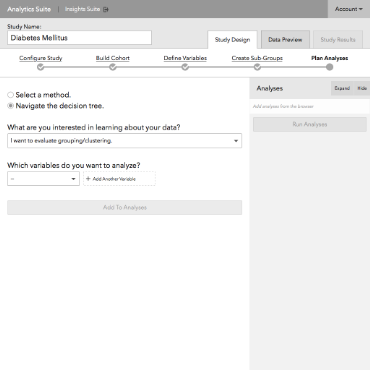 Analytics Suite | Insights Suite
Account
Study Name:
Diabetes Mellitus
Study Design
Data Preview
Study Results
Configure Study
Build Cohort
Define Variables
Create Sub-Groups
Plan Analyses
Select a method.
Navigate the decision tree.
Analyses
Expand
Hide
Add analyses from the browser
Run Analyses
What are you interested in learning about your data?
I want to evaluate grouping/clustering.
Which variables do you want to analyze?
--
+ Add Another Variable
Add To Analyses